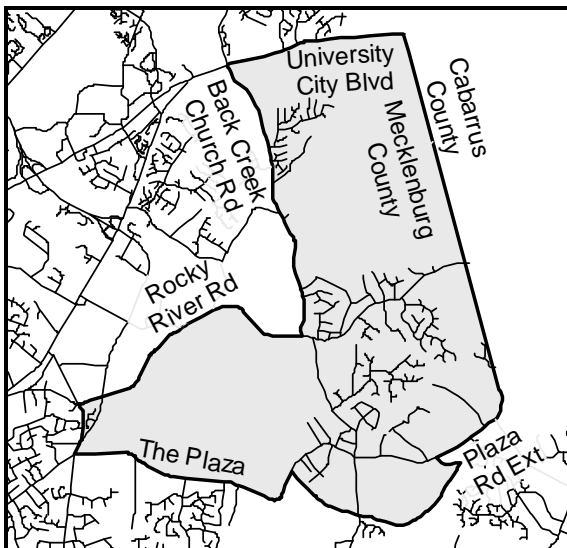 University
City Blvd
Cabarrus
County
Mecklenburg
County
Back Creek
Church Rd
Rocky
River Rd
The Plaza
Plaza
Rd Ext